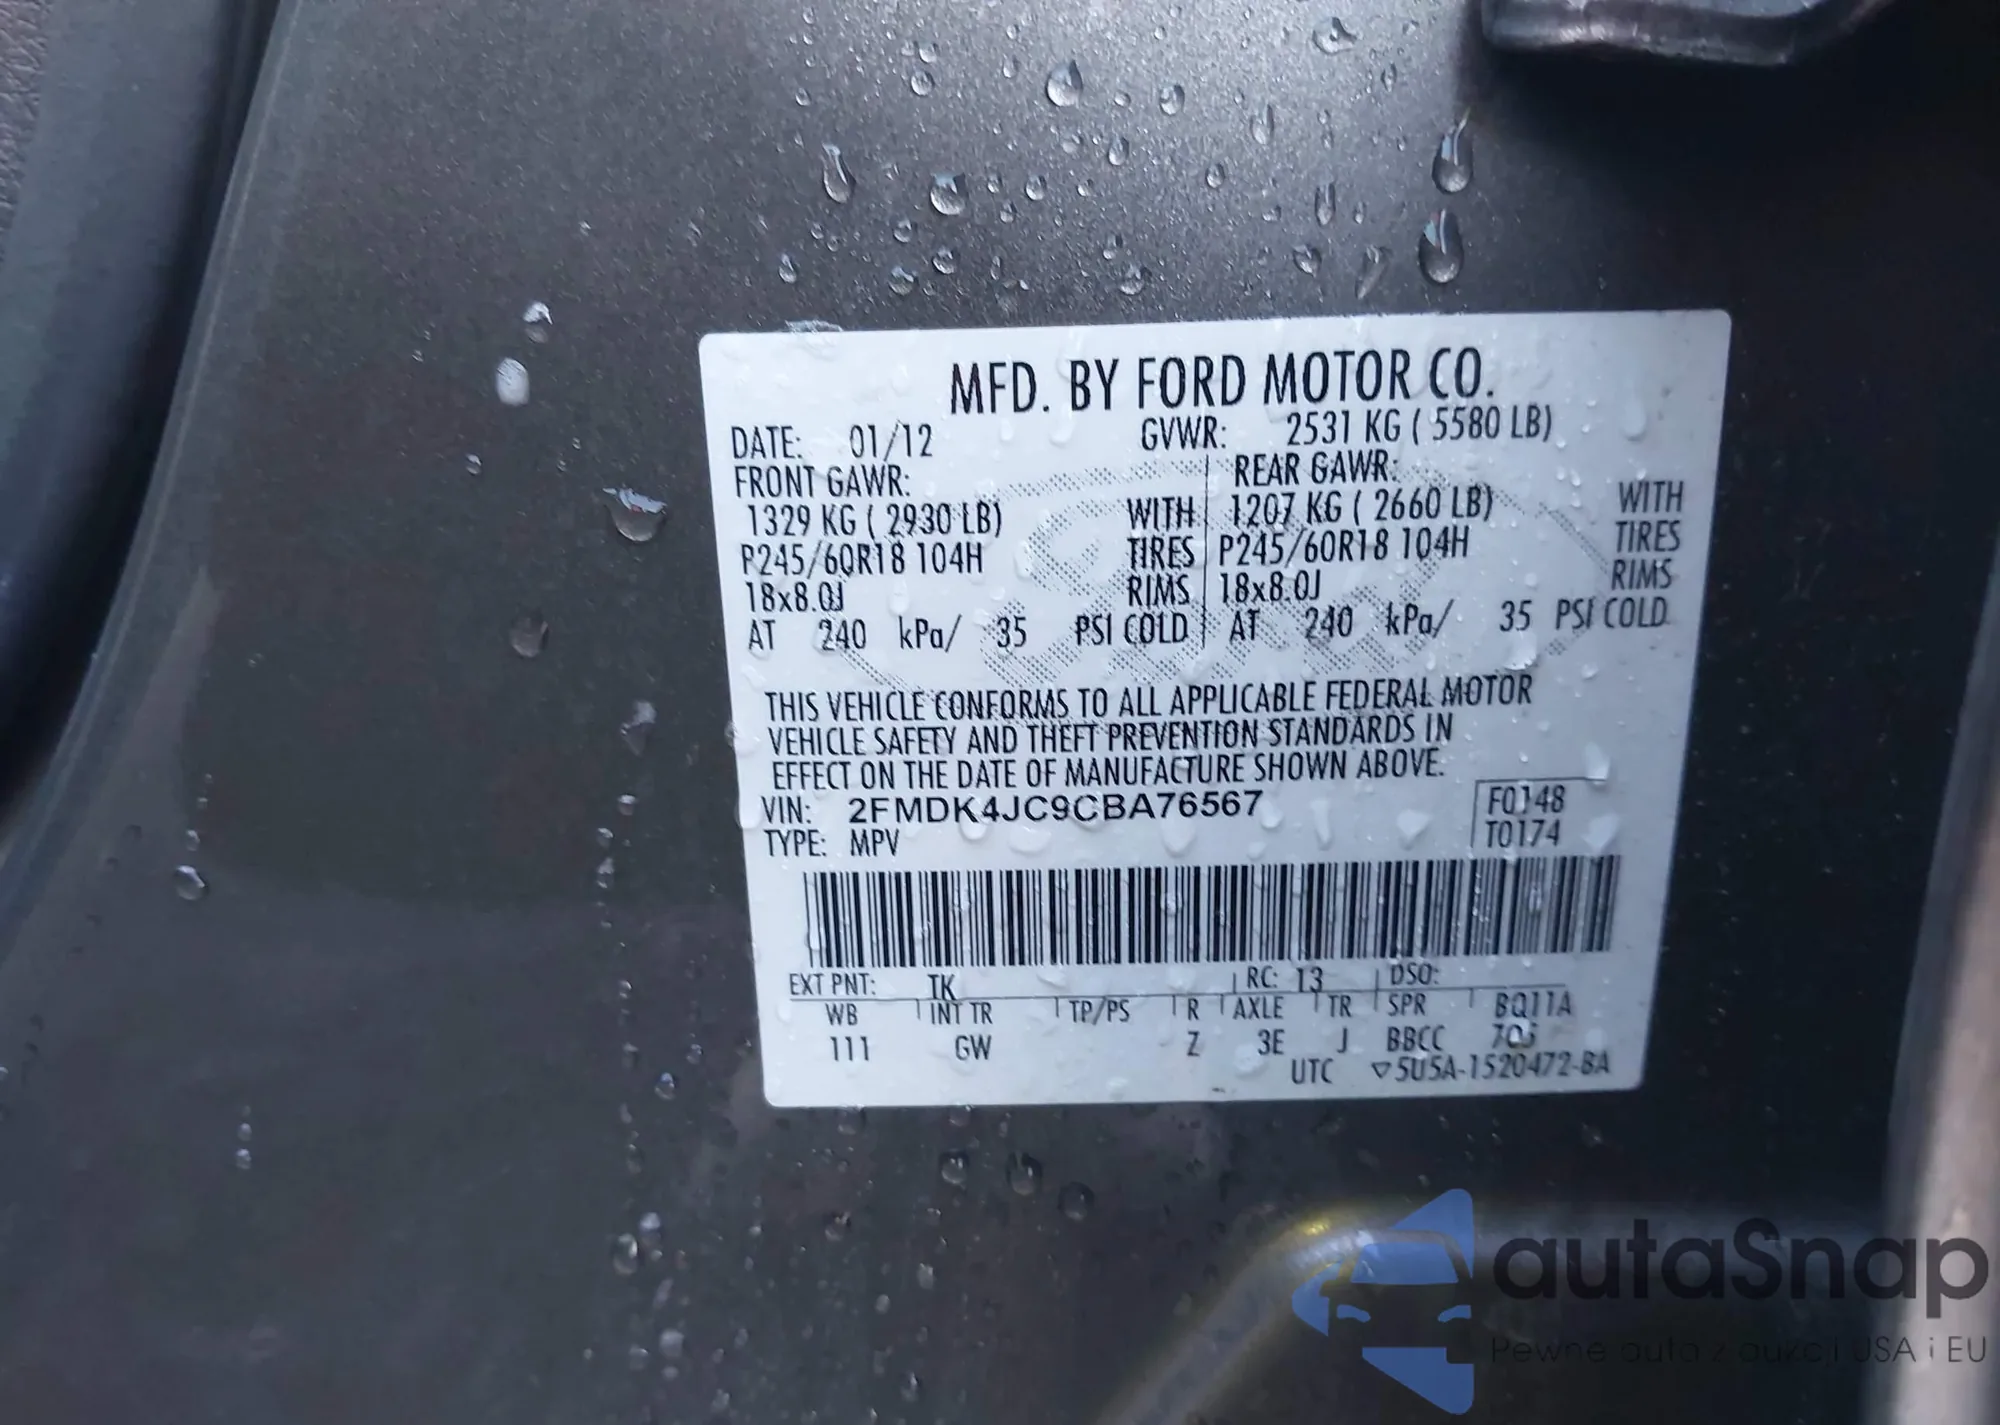 MFD. BY FORD MOTOR CO.
DATE: 01/12 GVWR: 2531 KG ( 5580 LB)
FRONT GAWR: REAR GAWR:
1329 KG ( 2930 LB) WITH 1207 KG ( 2660 LB) WITH
P245/60R18 104H TIRES P245/60R18 104H TIRES
18x8.0J RIMS 18x8.0J RIMS
AT 240 kPa/ 35 PSI COLD AT 240 kPa/ 35 PSI COLD
THIS VEHICLE CONFORMS TO ALL APPLICABLE FEDERAL MOTOR
VEHICLE SAFETY AND THEFT PREVENTION STANDARDS IN
EFFECT ON THE DATE OF MANUFACTURE SHOWN ABOVE.
VIN: 2FMDK4JC9CBA76567 F0148
TYPE: MPV T0174
EXT PNT: TK RC: 13 DSO:
WB INT TR TP/PS R AXLE TR SPR BQ11A
111 GW Z 3E J BBCC
UTC ▽5U5A-1520472-BA
autaSnap
Pewne auta z aukcji USA i EU